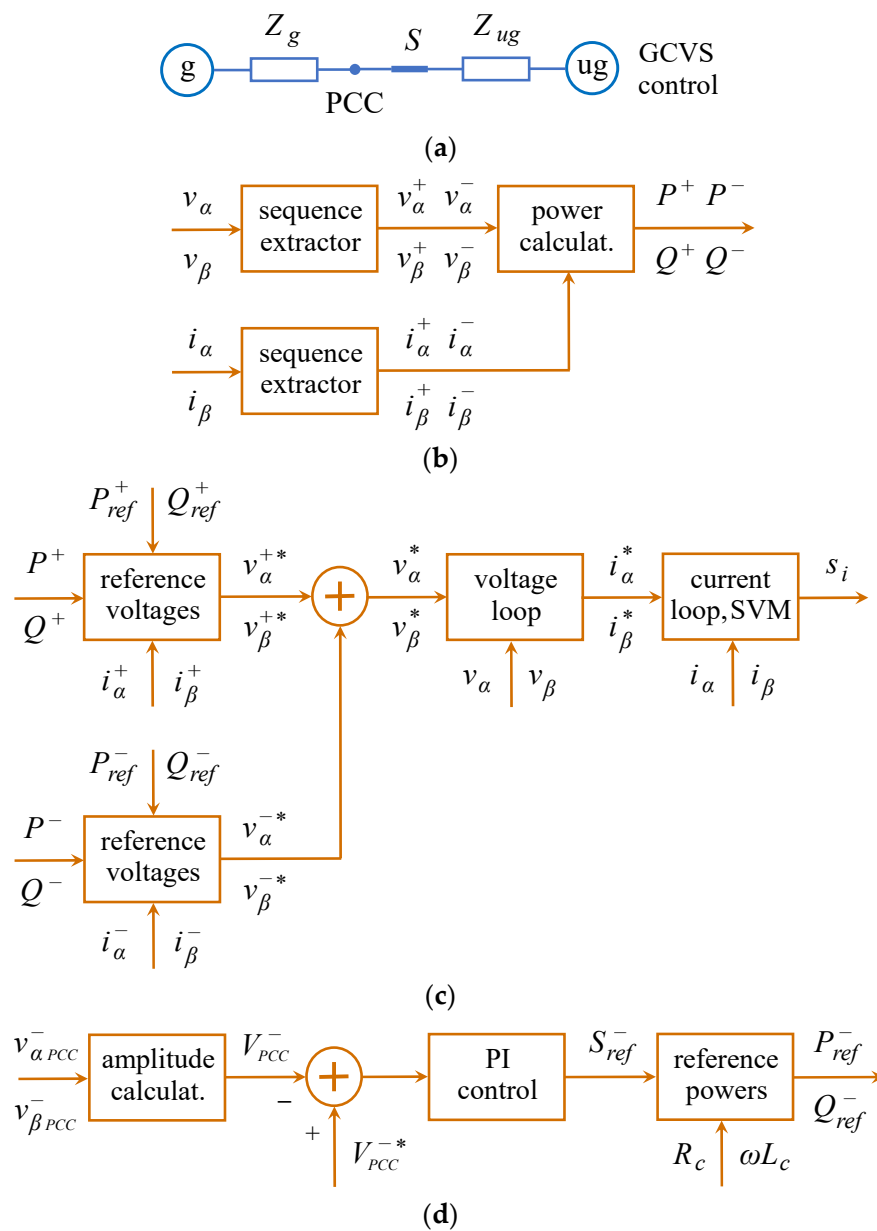 Z_g S Z_ug
g ug GCVS
control
PCC
(a)
v_α sequence extractor v_α^+ v_α^- power calculat. P^+ P^-
v_β v_β^+ v_β^- Q^+ Q^-
i_α sequence extractor i_α^+ i_α^-
i_β i_β^+ i_β^-
(b)
P_ref^+ Q_ref^+
P^+ reference voltages v_α^{+*} + v_α^* voltage loop i_α^* current loop, SVM s_i
Q^+ v_β^{+*} v_β^* i_β^*
i_α^+ i_β^+ v_α v_β i_α i_β
P_ref^- Q_ref^-
P^- reference voltages v_α^{-*}
Q^- v_β^{-*}
i_α^- i_β^-
(c)
v_{α PCC}^- amplitude calculat. V_PCC^- + PI control S_ref^- reference powers P_ref^-
v_{β PCC}^- − Q_ref^-
+ V_PCC^{-*} R_c ωL_c
(d)